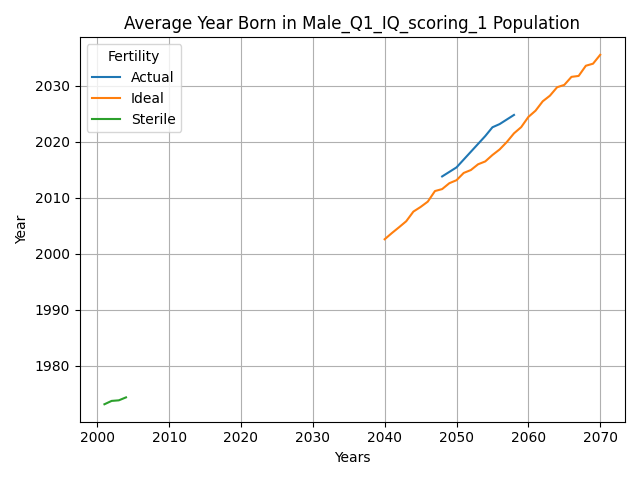 Average Year Born in Male_Q1_IQ_scoring_1 Population
Fertility
Actual
Ideal
Sterile
Year
2030
2020
2010
2000
1990
1980
2000 2010 2020 2030 2040 2050 2060 2070
Years